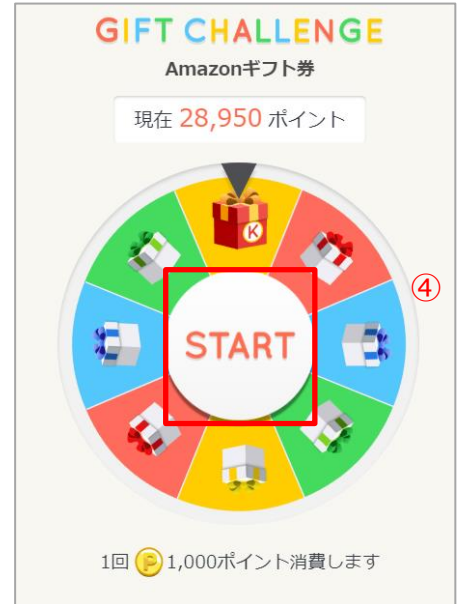 GIFT CHALLENGE
Amazonギフト券
現在 28,950 ポイント
K
④
START
1回 P 1,000ポイント消費します